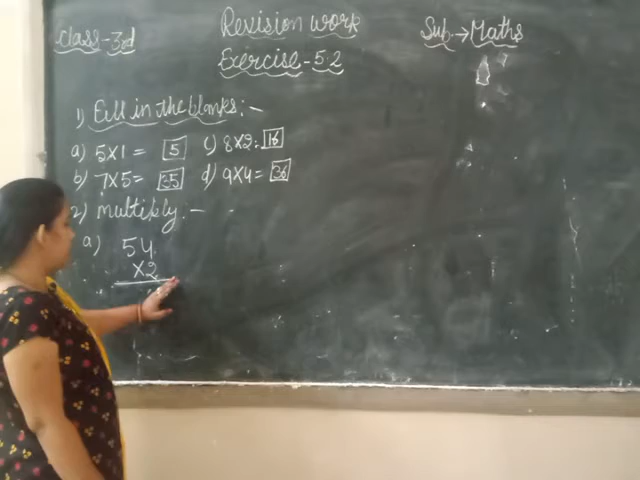 Class-3rd Revision work Sub.→Maths
Exercise-5.2
1) Fill in the blanks:-
a) 5X1= 5 c) 8X2= 16
b) 7X5= 35 d) 9X4= 36
2) Multiply:-
a) 54
X2